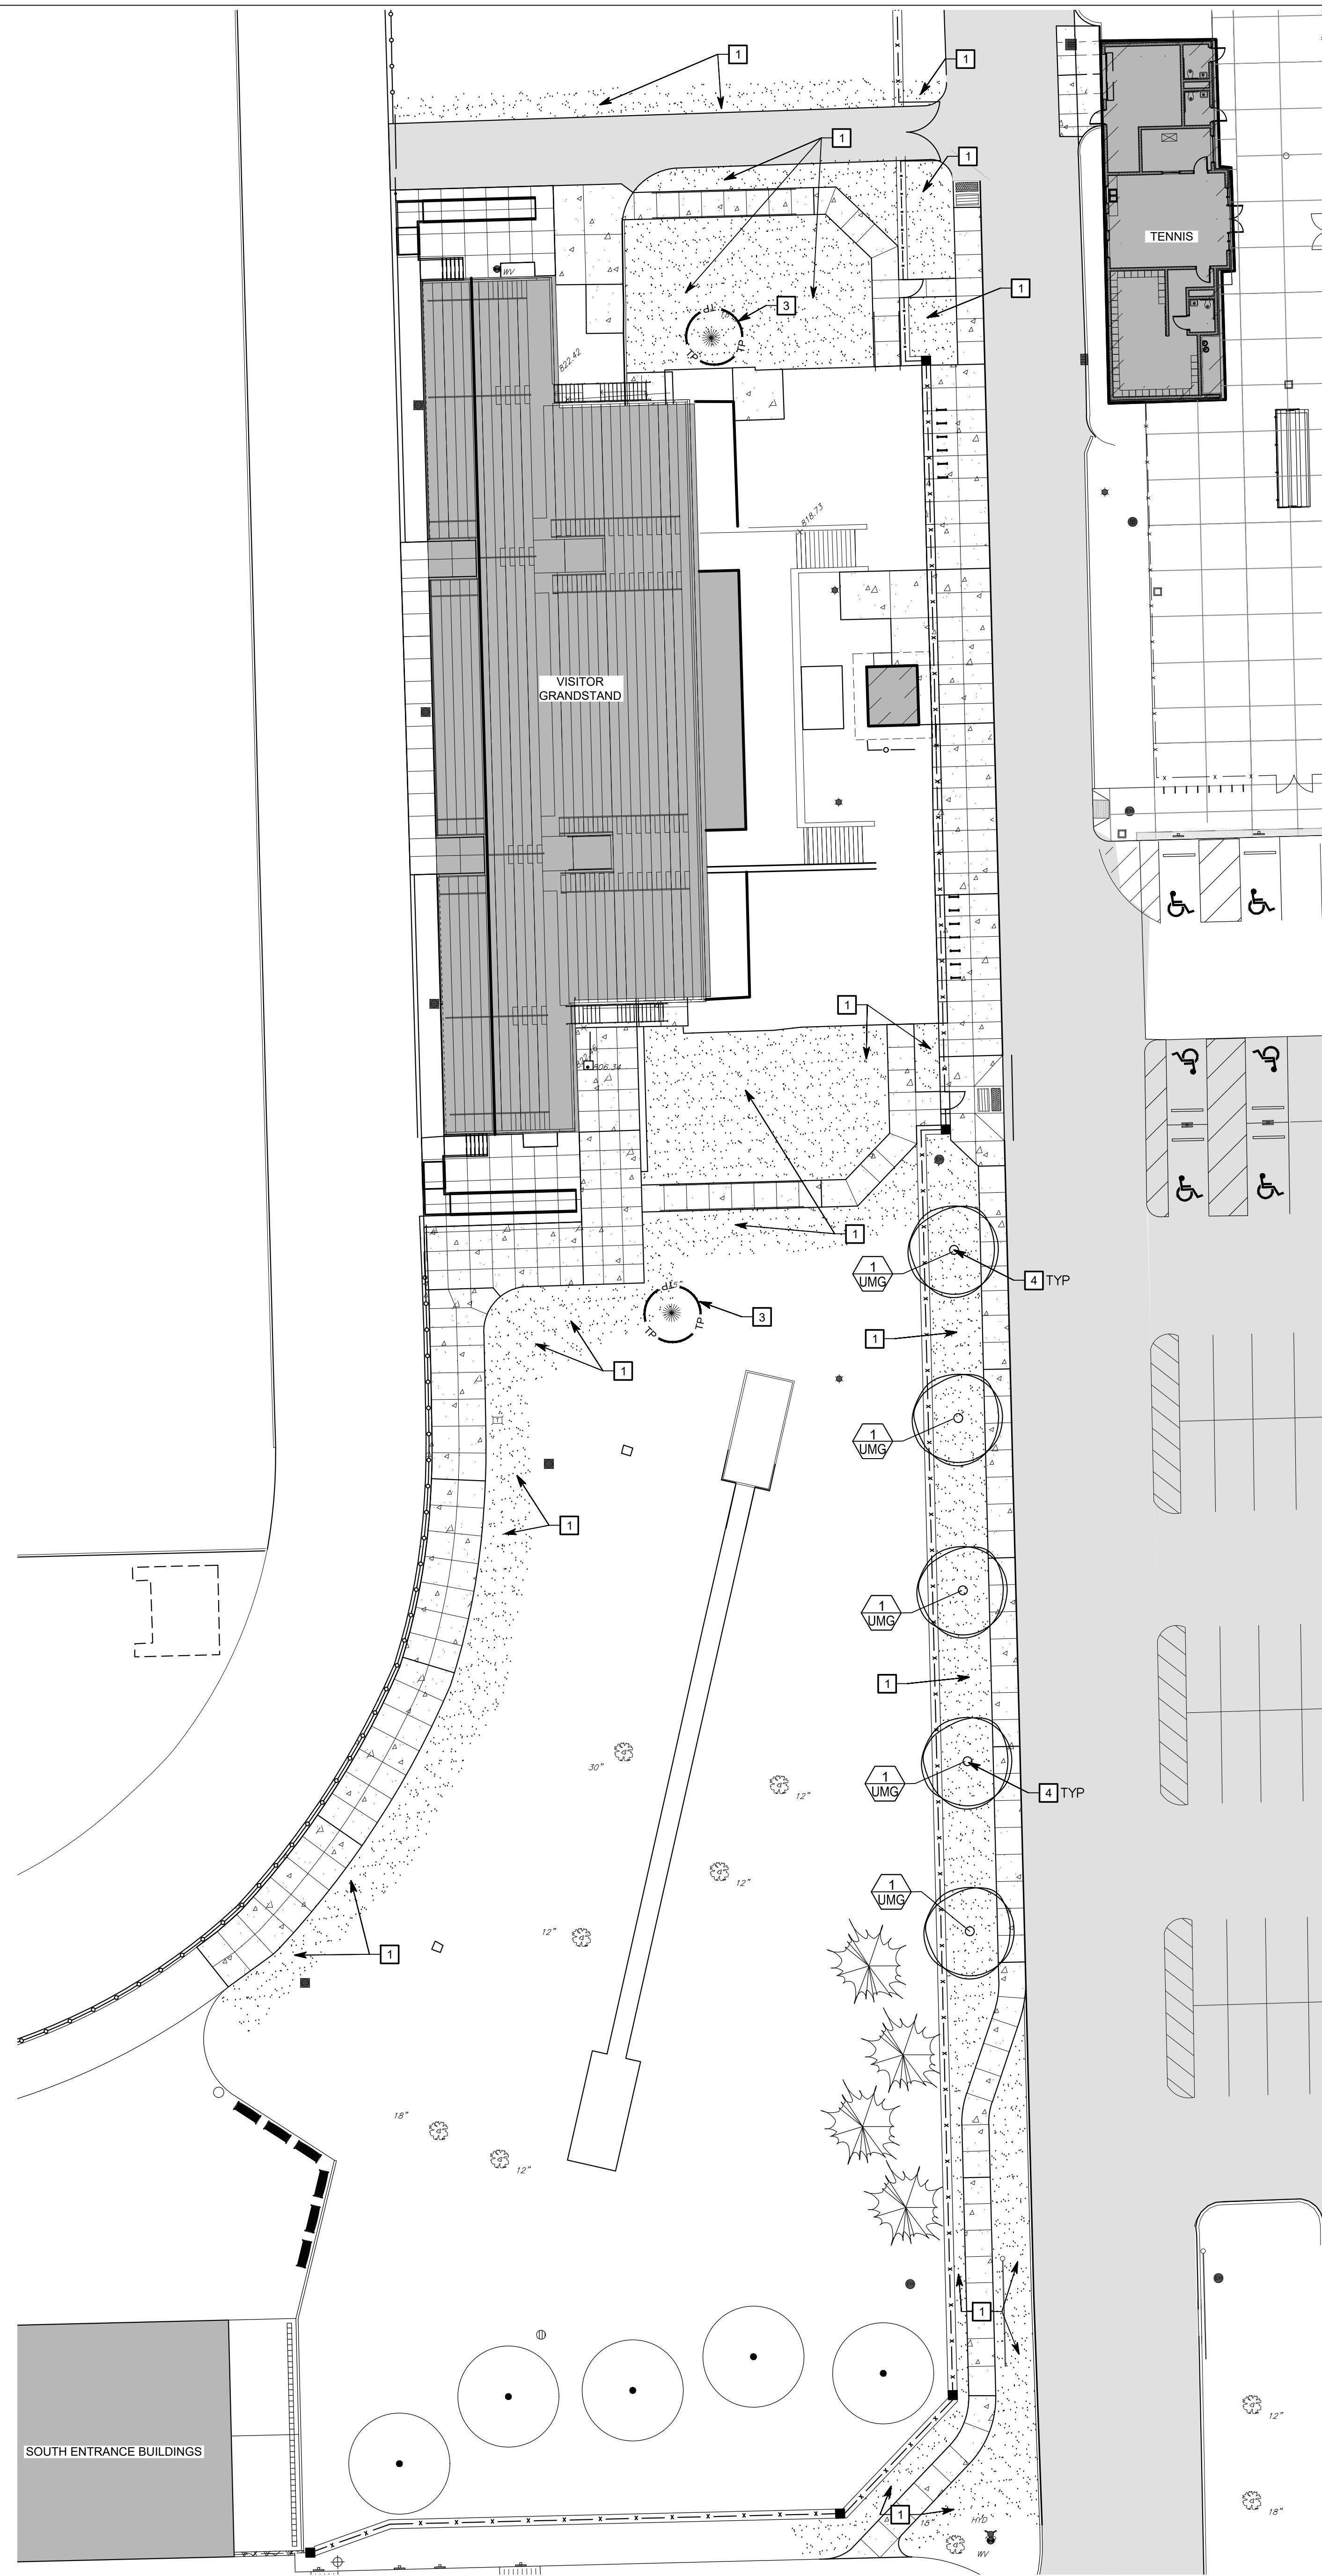 1
1
1
1
TENNIS
1
WV
3
TP
TP
TP
822.42
818.73
VISITOR
GRANDSTAND
1
806.34
1
1
UMG
4 TYP
TP
TP
TP
3
1
1
1
UMG
1
1
UMG
1
30"
12"
1
UMG
4 TYP
12"
1
UMG
12"
1
18"
12"
1
12"
SOUTH ENTRANCE BUILDINGS
18"
1
HYD
WV